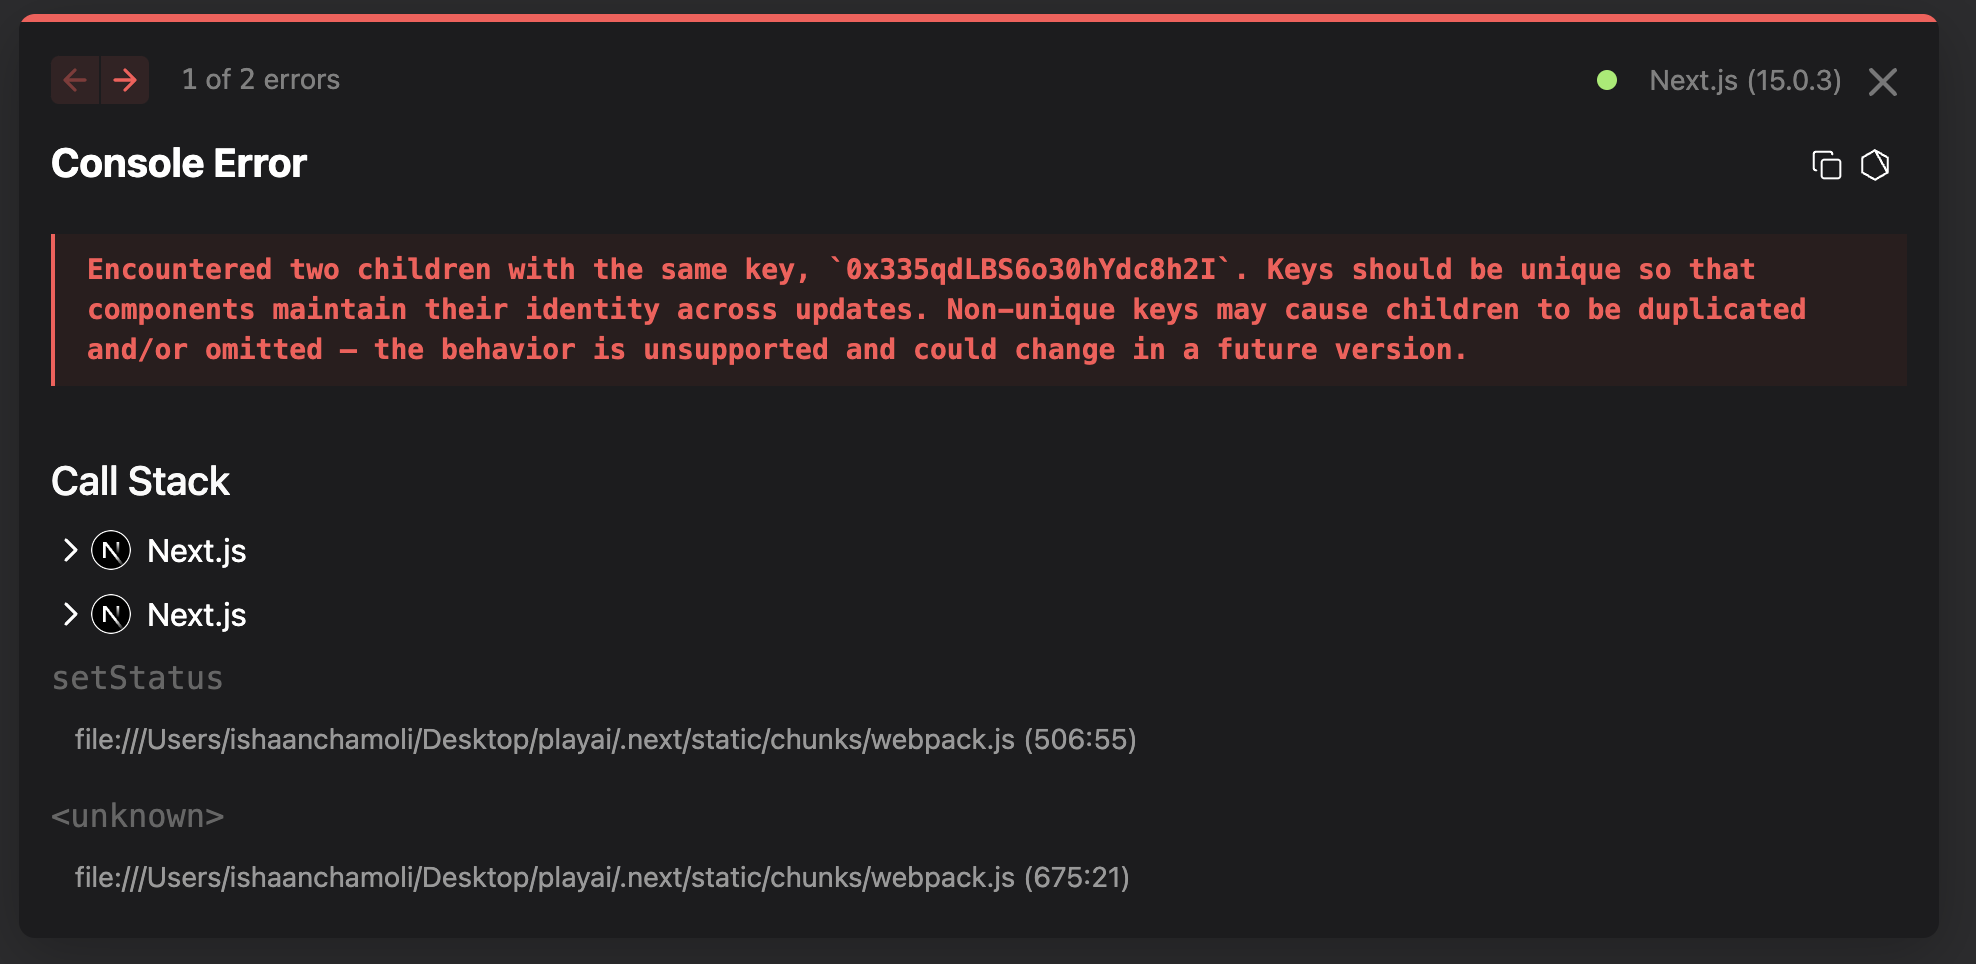 1 of 2 errors
Next.js (15.0.3)
Console Error
Encountered two children with the same key, `0x335qdLBS6o30hYdc8h2I`. Keys should be unique so that
components maintain their identity across updates. Non-unique keys may cause children to be duplicated
and/or omitted — the behavior is unsupported and could change in a future version.
Call Stack
N Next.js
N Next.js
setStatus
file:///Users/ishaanchamoli/Desktop/playai/.next/static/chunks/webpack.js (506:55)
<unknown>
file:///Users/ishaanchamoli/Desktop/playai/.next/static/chunks/webpack.js (675:21)